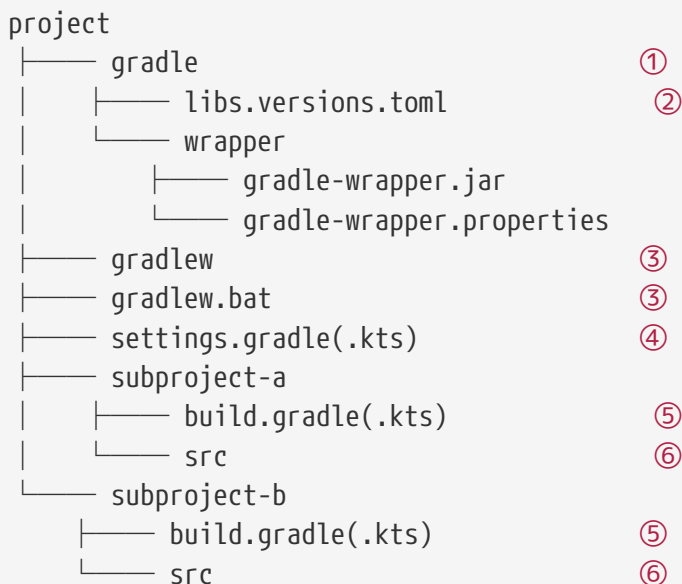 project
├── gradle ①
│ ├── libs.versions.toml ②
│ └── wrapper
│ ├── gradle-wrapper.jar
│ └── gradle-wrapper.properties
├── gradlew ③
├── gradlew.bat ③
├── settings.gradle(.kts) ④
├── subproject-a
│ ├── build.gradle(.kts) ⑤
│ └── src ⑥
└── subproject-b
├── build.gradle(.kts) ⑤
└── src ⑥